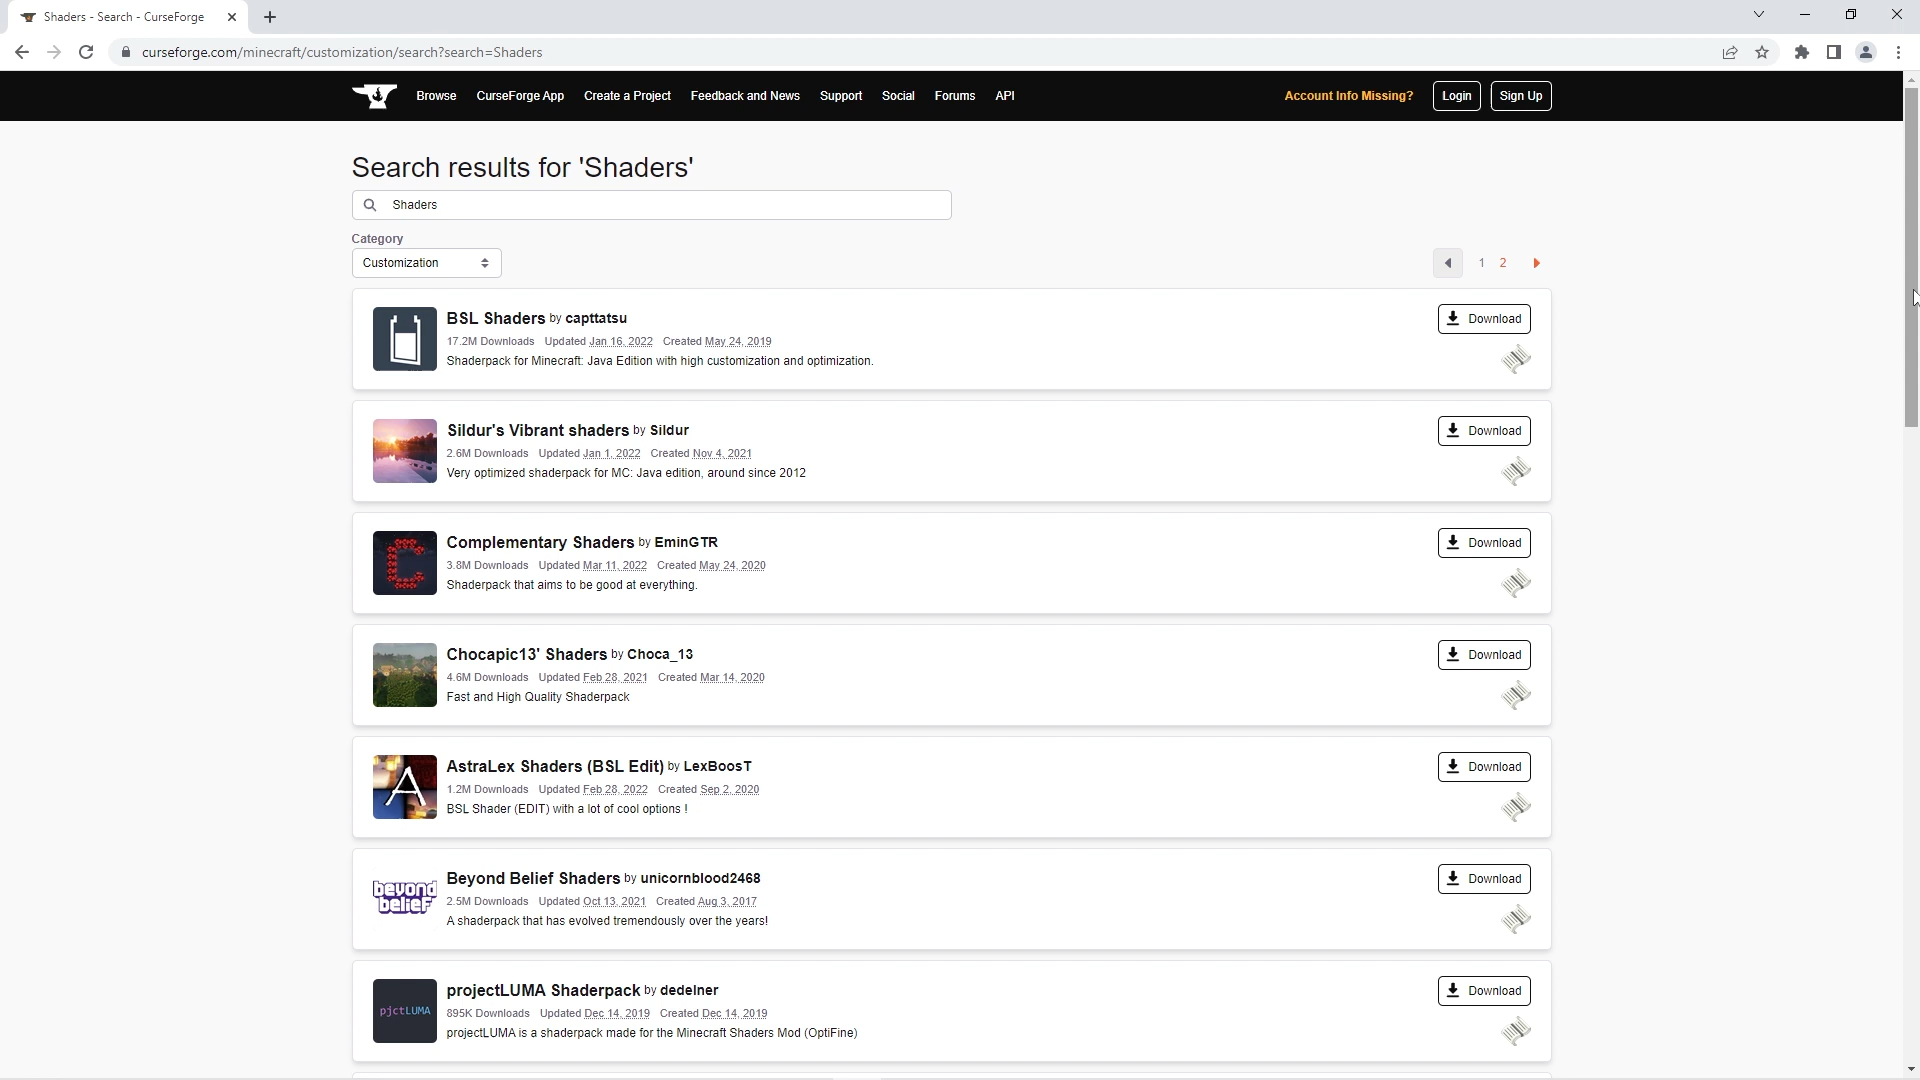 Shaders - Search - CurseForge
curseforge.com/minecraft/customization/search?search=Shaders
Browse CurseForge App Create a Project Feedback and News Support Social Forums API Account Info Missing? Login Sign Up
Search results for 'Shaders'
Shaders
Category
Customization
1 2
BSL Shaders by capttatsu
Download
17.2M Downloads Updated Jan 16, 2022 Created May 24, 2019
Shaderpack for Minecraft: Java Edition with high customization and optimization.
Sildur's Vibrant shaders by Sildur
Download
2.6M Downloads Updated Jan 1, 2022 Created Nov 4, 2021
Very optimized shaderpack for MC: Java edition, around since 2012
Complementary Shaders by EminGTR
Download
3.8M Downloads Updated Mar 11, 2022 Created May 24, 2020
Shaderpack that aims to be good at everything.
Chocapic13' Shaders by Choca_13
Download
4.6M Downloads Updated Feb 28, 2021 Created Mar 14, 2020
Fast and High Quality Shaderpack
A
AstraLex Shaders (BSL Edit) by LexBoosT
Download
1.2M Downloads Updated Feb 28, 2022 Created Sep 2, 2020
BSL Shader (EDIT) with a lot of cool options !
beyond
belief
Beyond Belief Shaders by unicornblood2468
Download
2.5M Downloads Updated Oct 13, 2021 Created Aug 3, 2017
A shaderpack that has evolved tremendously over the years!
pjctLUMA
projectLUMA Shaderpack by dedelner
Download
895K Downloads Updated Dec 14, 2019 Created Dec 14, 2019
projectLUMA is a shaderpack made for the Minecraft Shaders Mod (OptiFine)